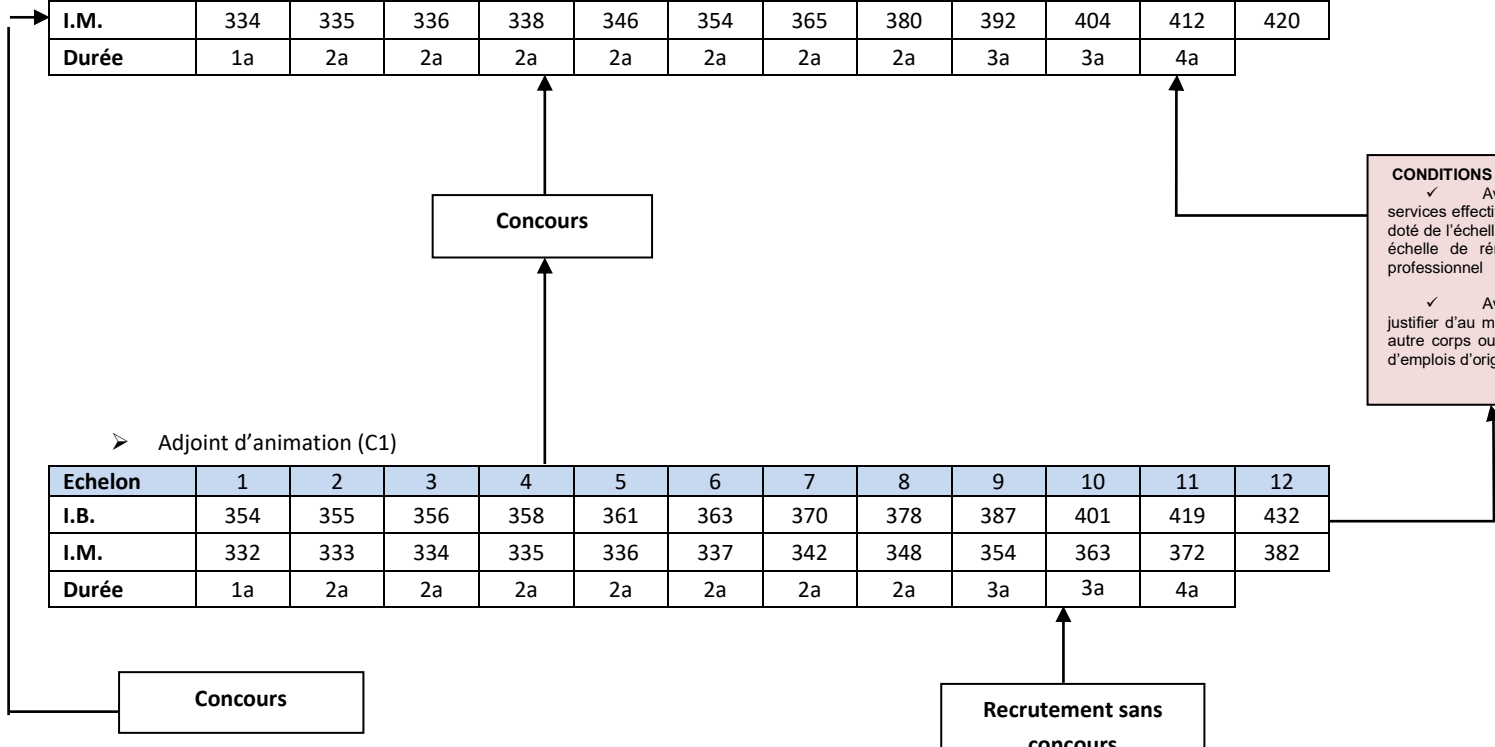 I.M. 334 335 336 338 346 354 365 380 392 404 412 420
Durée 1a 2a 2a 2a 2a 2a 2a 2a 3a 3a 4a
Concours
CONDITIONS
✓ Av
services effecti
doté de l'échell
échelle de ré
professionnel
✓ Av
justifier d'au m
autre corps ou
d'emplois d'orig
➢ Adjoint d'animation (C1)
Echelon 1 2 3 4 5 6 7 8 9 10 11 12
I.B. 354 355 356 358 361 363 370 378 387 401 419 432
I.M. 332 333 334 335 336 337 342 348 354 363 372 382
Durée 1a 2a 2a 2a 2a 2a 2a 2a 3a 3a 4a
Concours
Recrutement sans
concours